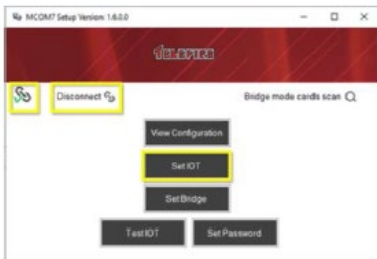 MCOM7 Setup Version: 1.6.0.0
TELEFIRE
Disconnect
Bridge mode cards scan
View Configuration
Set IOT
Set Bridge
Test IOT
Set Password